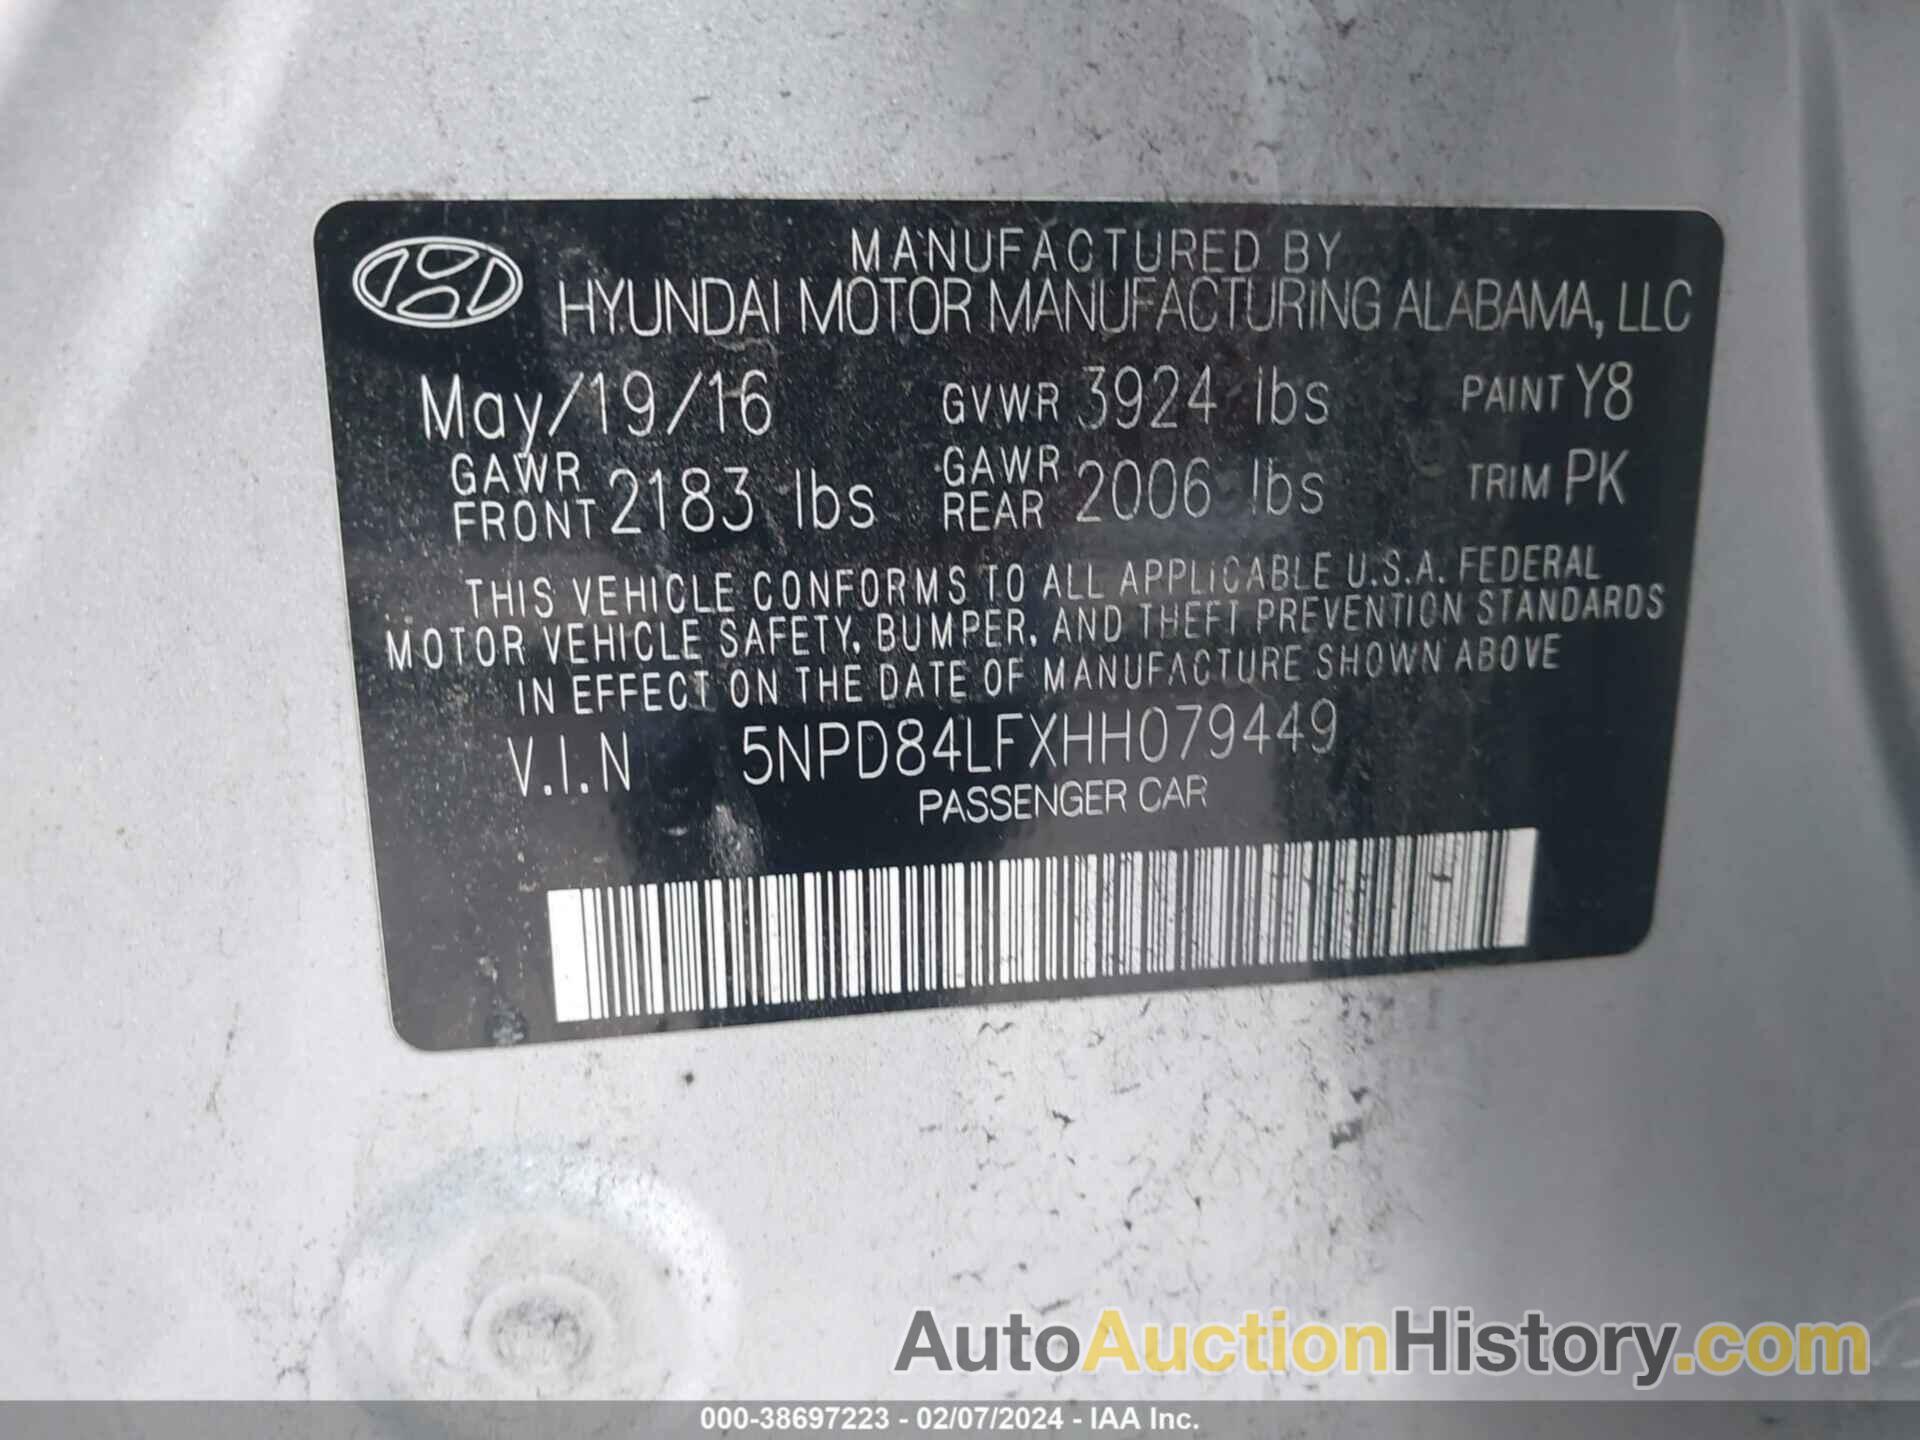 MANUFACTURED BY
HYUNDAI MOTOR MANUFACTURING ALABAMA, LLC
May/19/16 GVWR 3924 lbs PAINT Y8
GAWR FRONT 2183 lbs GAWR REAR 2006 lbs TRIM PK
THIS VEHICLE CONFORMS TO ALL APPLICABLE U.S.A. FEDERAL
MOTOR VEHICLE SAFETY, BUMPER, AND THEFT PREVENTION STANDARDS
IN EFFECT ON THE DATE OF MANUFACTURE SHOWN ABOVE
V.I.N 5NPD84LFXHH079449
PASSENGER CAR
AutoAuctionHistory.com
000-38697223 - 02/07/2024 - IAA Inc.